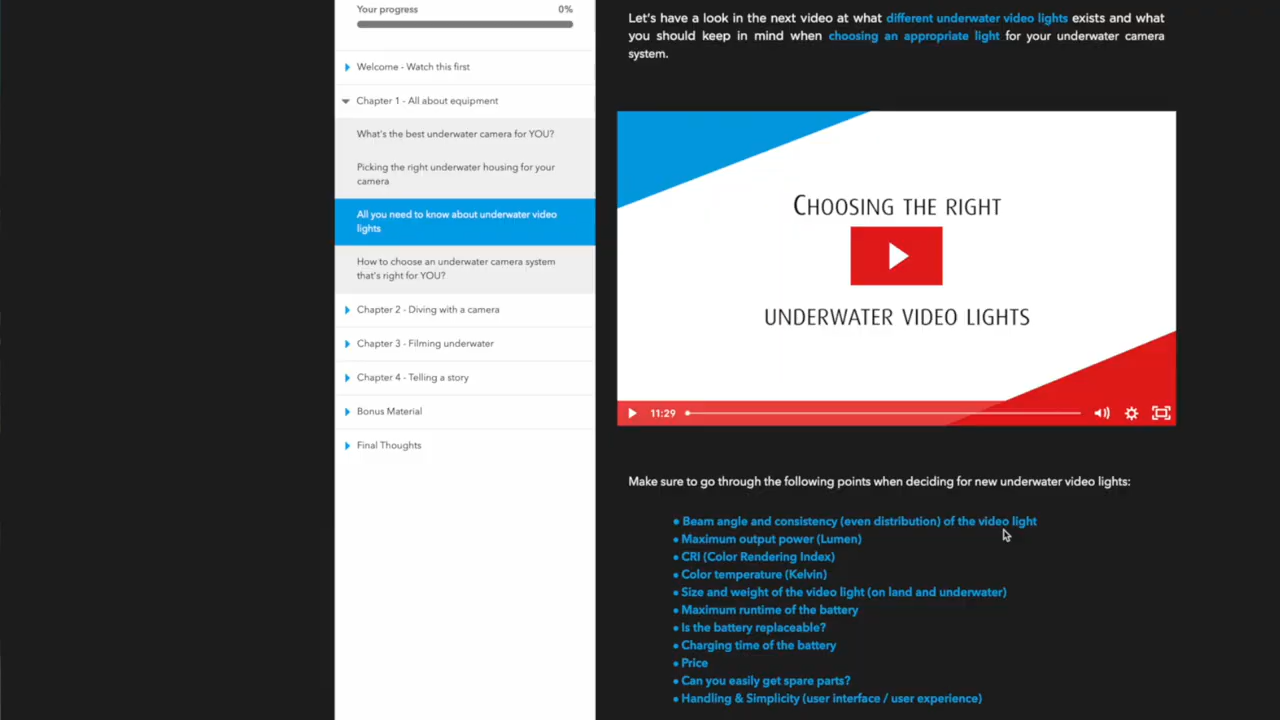 Your progress 0%
Welcome - Watch this first
Chapter 1 - All about equipment
What's the best underwater camera for YOU?
Picking the right underwater housing for your
camera
All you need to know about underwater video
lights
How to choose an underwater camera system
that's right for YOU?
Chapter 2 - Diving with a camera
Chapter 3 - Filming underwater
Chapter 4 - Telling a story
Bonus Material
Final Thoughts
Let's have a look in the next video at what different underwater video lights exists and what
you should keep in mind when choosing an appropriate light for your underwater camera
system.
CHOOSING THE RIGHT
UNDERWATER VIDEO LIGHTS
11:29
Make sure to go through the following points when deciding for new underwater video lights:
• Beam angle and consistency (even distribution) of the video light
• Maximum output power (Lumen)
• CRI (Color Rendering Index)
• Color temperature (Kelvin)
• Size and weight of the video light (on land and underwater)
• Maximum runtime of the battery
• Is the battery replaceable?
• Charging time of the battery
• Price
• Can you easily get spare parts?
• Handling & Simplicity (user interface / user experience)